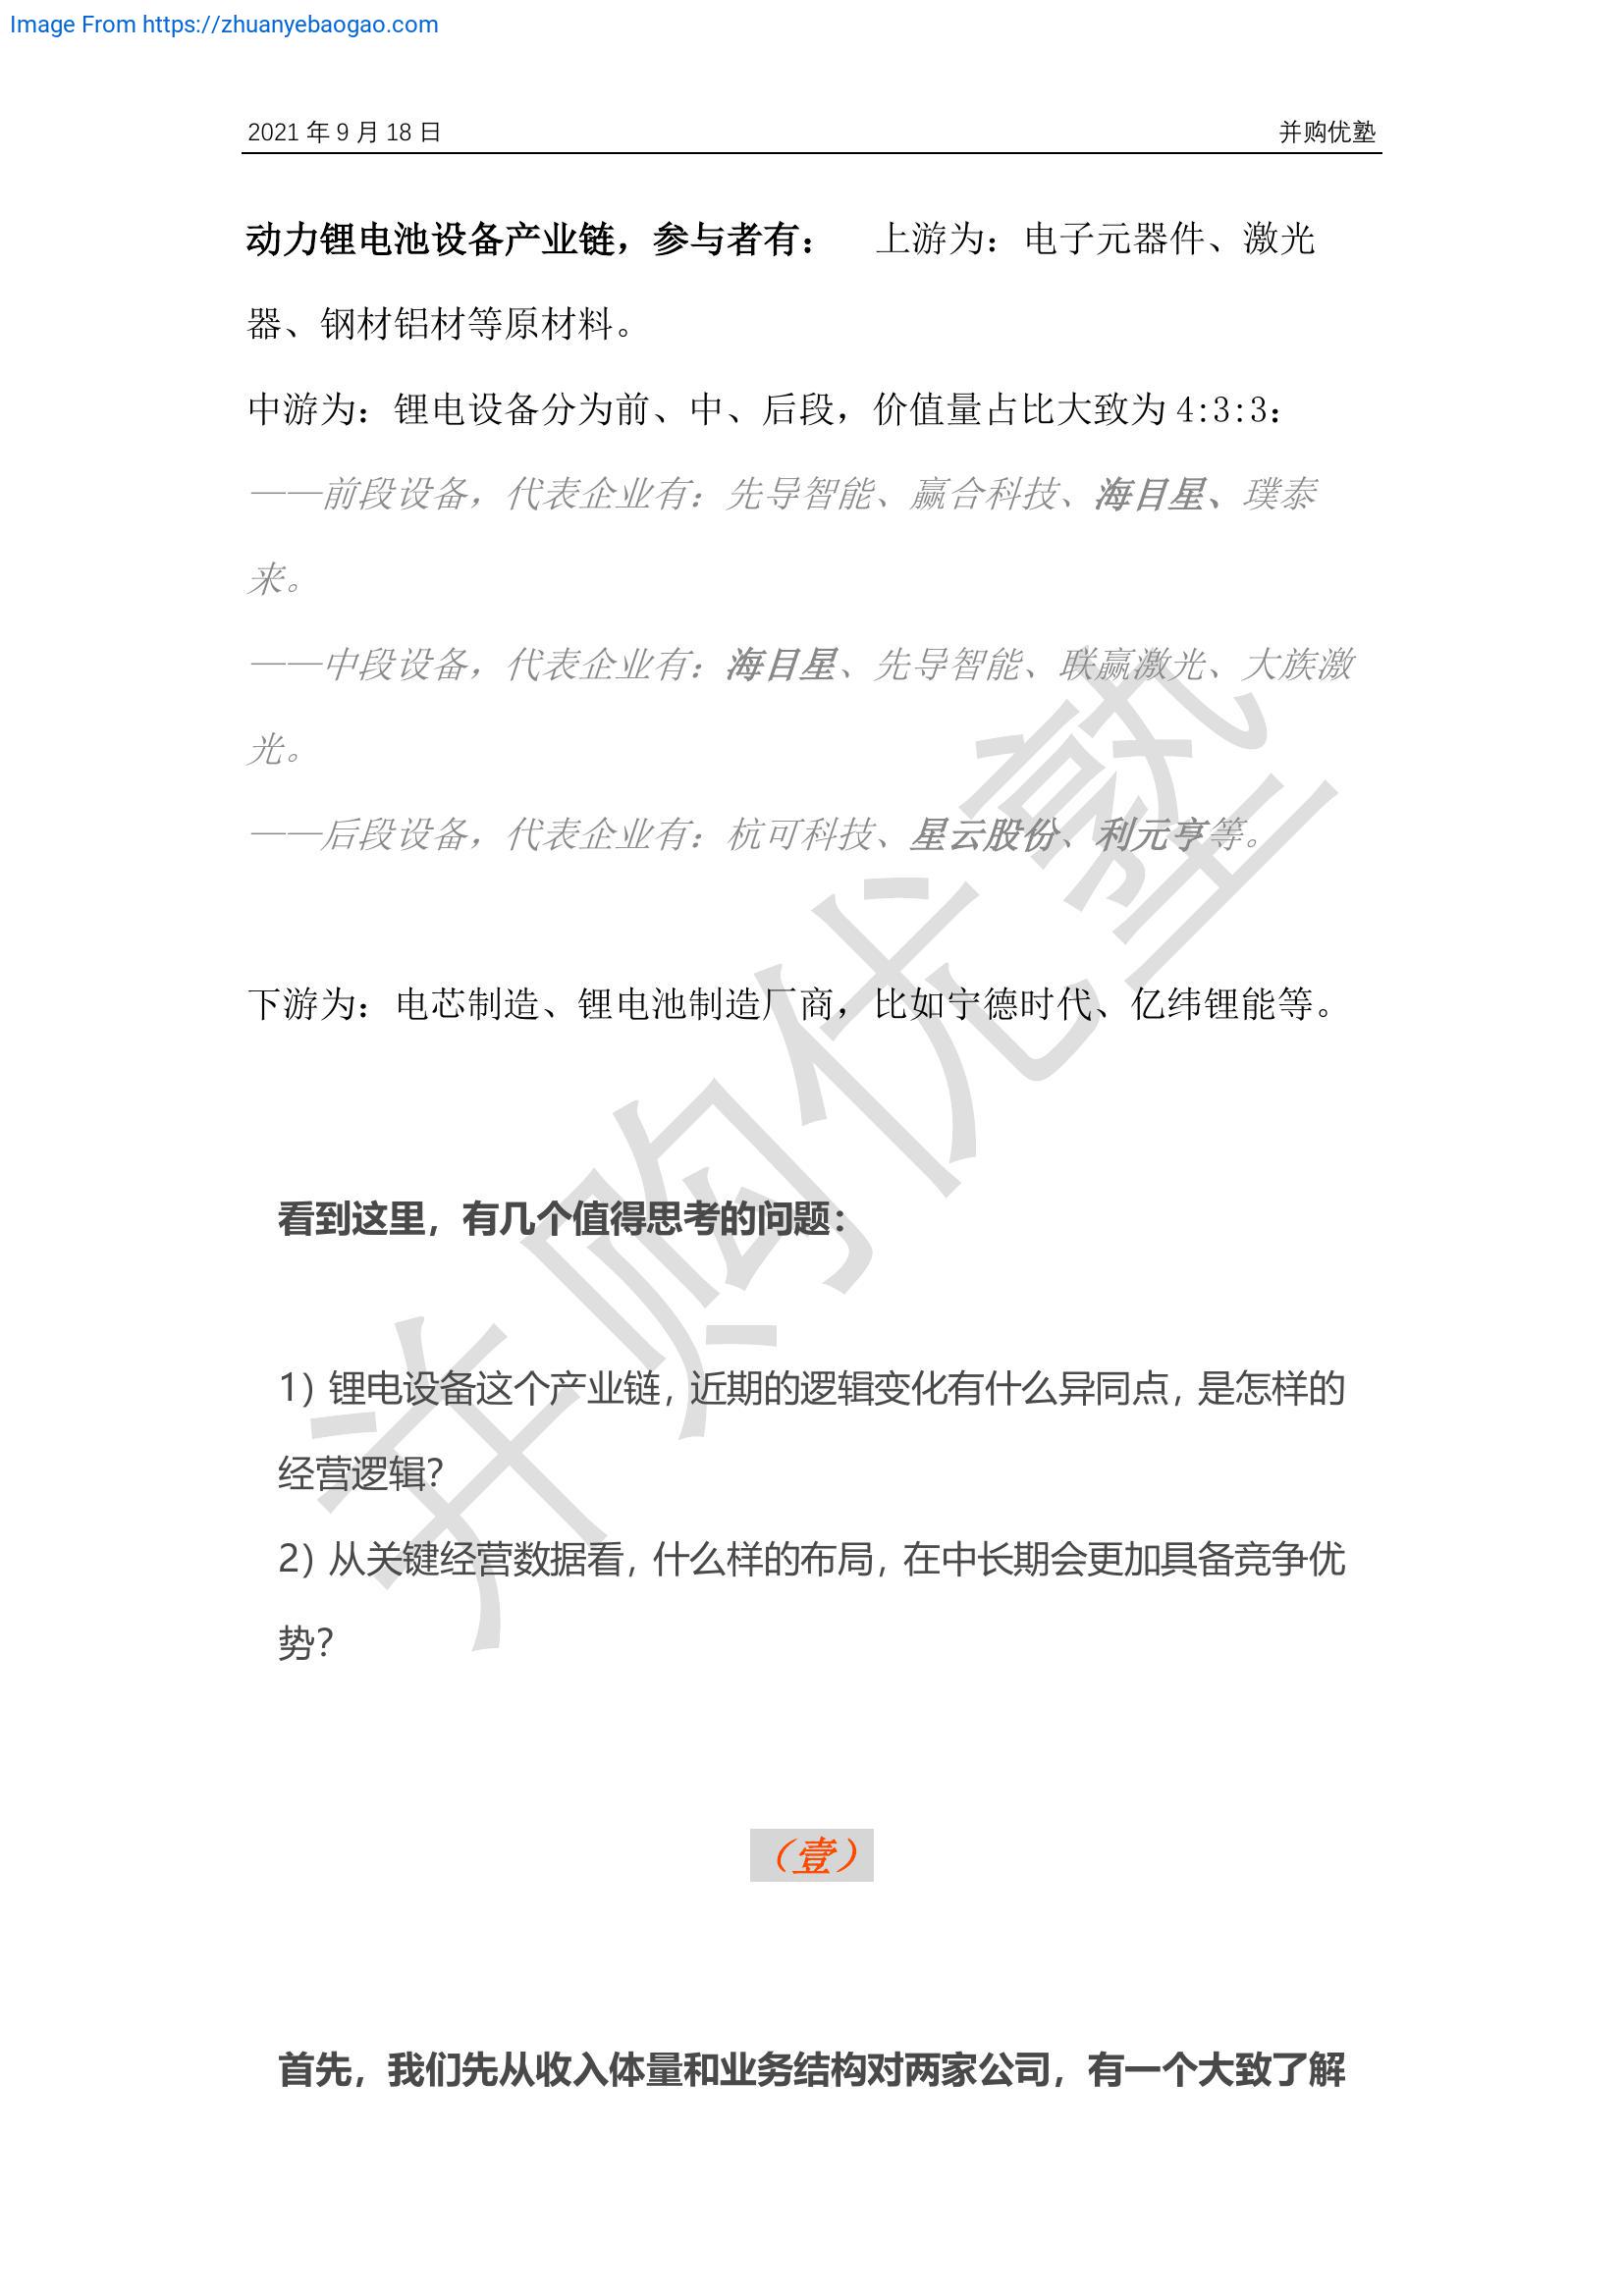 Image From https://zhuanyebaogao.com
2021 年 9 月 18 日 并购优塾
动力锂电池设备产业链，参与者有： 上游为：电子元器件、激光
器、钢材铝材等原材料。
中游为：锂电设备分为前、中、后段，价值量占比大致为 4:3:3：
——前段设备，代表企业有：先导智能、赢合科技、海目星、璞泰
来。
——中段设备，代表企业有：海目星、先导智能、联赢激光、大族激
光。
——后段设备，代表企业有：杭可科技、星云股份、利元亨等。
下游为：电芯制造、锂电池制造厂商，比如宁德时代、亿纬锂能等。
看到这里，有几个值得思考的问题：
1）锂电设备这个产业链，近期的逻辑变化有什么异同点，是怎样的
经营逻辑？
2）从关键经营数据看，什么样的布局，在中长期会更加具备竞争优
势？
（壹）
首先，我们先从收入体量和业务结构对两家公司，有一个大致了解
并购优塾